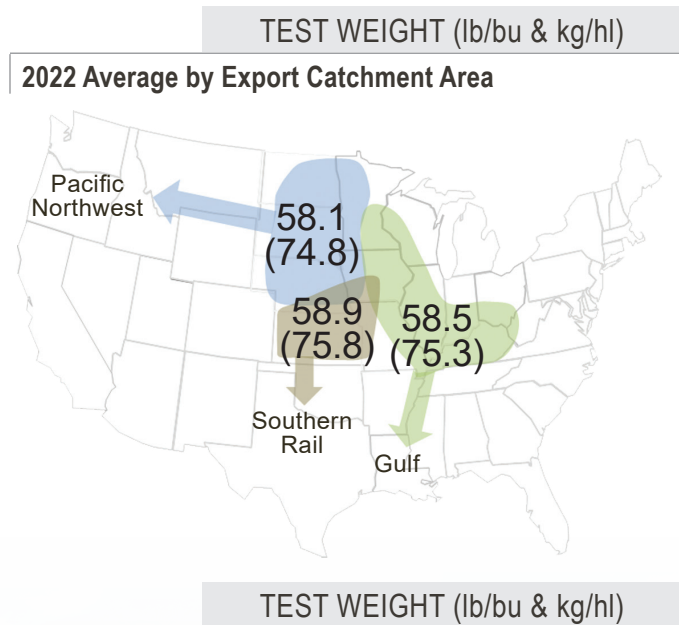 TEST WEIGHT (lb/bu & kg/hl)
2022 Average by Export Catchment Area
Pacific
Northwest
58.1
(74.8)
58.9
(75.8)
58.5
(75.3)
Southern
Rail
Gulf
TEST WEIGHT (lb/bu & kg/hl)